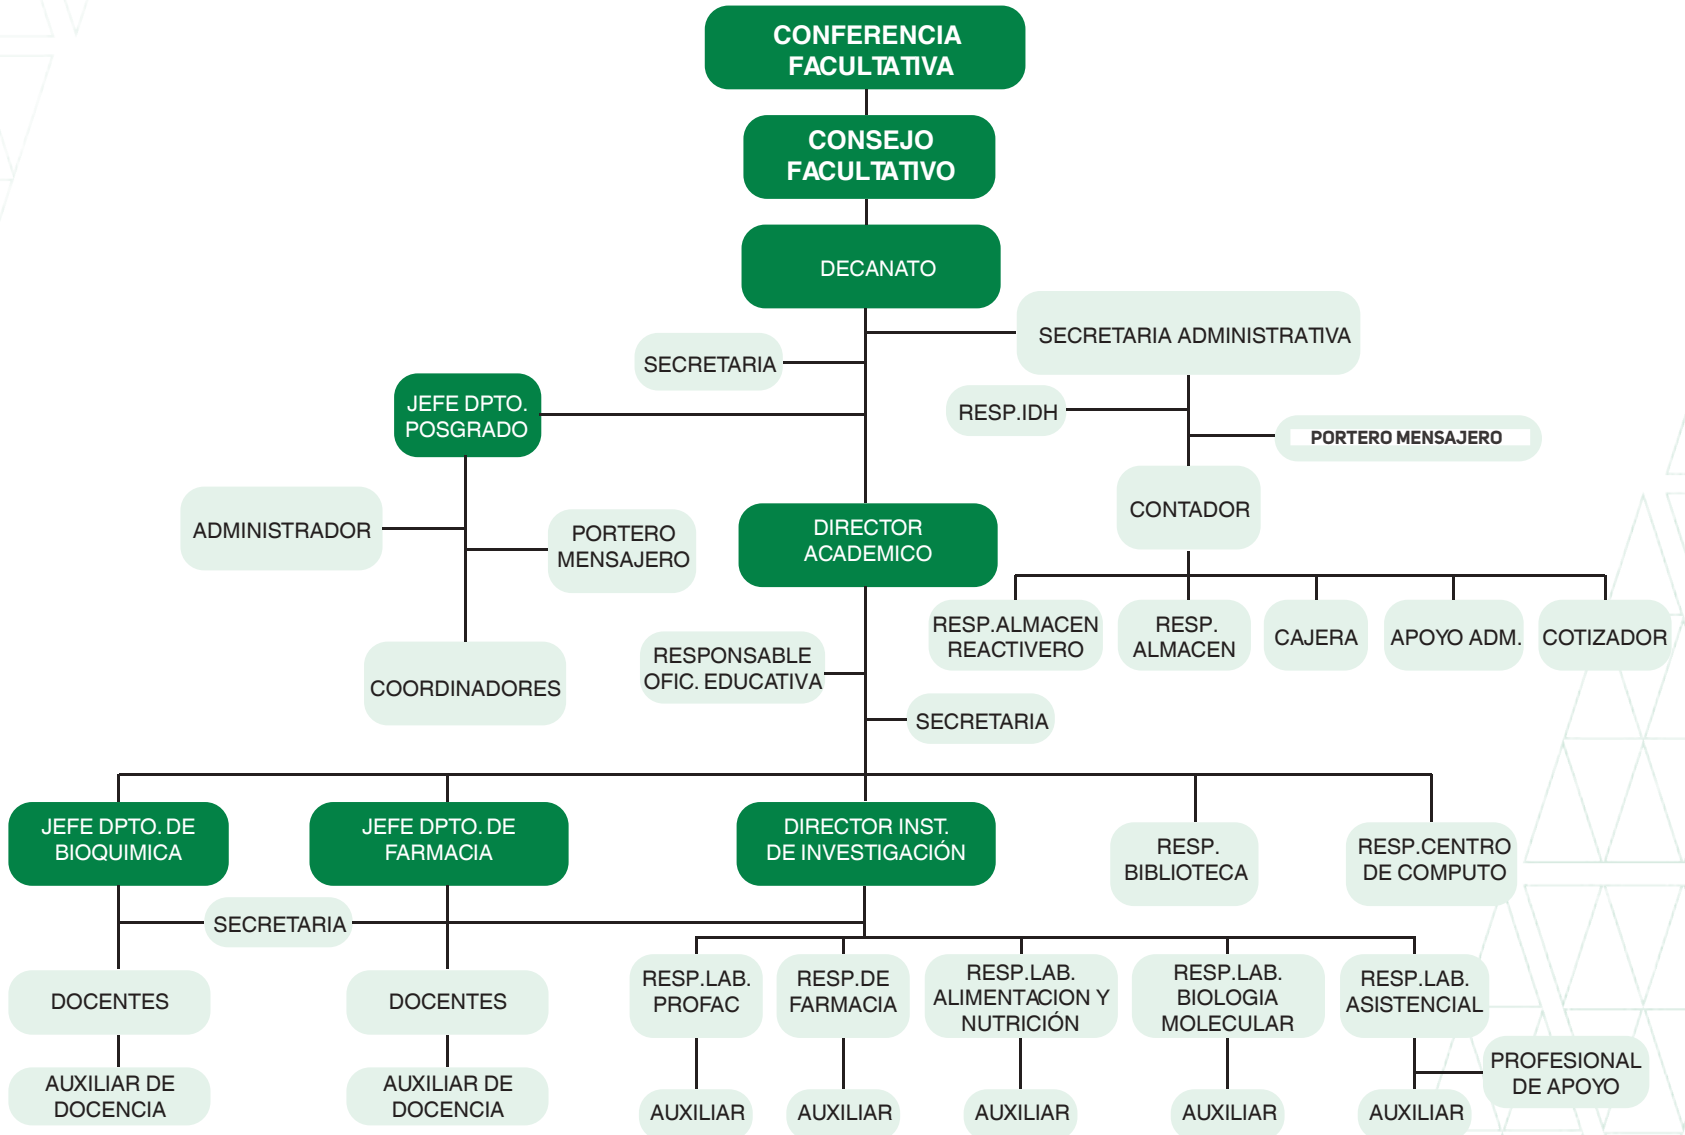 CONFERENCIA
FACULTATIVA
CONSEJO
FACULTATIVO
DECANATO
SECRETARIA ADMINISTRATIVA
SECRETARIA
JEFE DPTO.
POSGRADO
RESP.IDH
PORTERO MENSAJERO
CONTADOR
ADMINISTRADOR
PORTERO
MENSAJERO
DIRECTOR
ACADEMICO
RESP.ALMACEN
REACTIVERO
RESP.
ALMACEN
CAJERA
APOYO ADM.
COTIZADOR
COORDINADORES
RESPONSABLE
OFIC. EDUCATIVA
SECRETARIA
JEFE DPTO. DE
BIOQUIMICA
JEFE DPTO. DE
FARMACIA
DIRECTOR INST.
DE INVESTIGACIÓN
RESP.
BIBLIOTECA
RESP.CENTRO
DE COMPUTO
SECRETARIA
DOCENTES
DOCENTES
RESP.LAB.
PROFAC
RESP.DE
FARMACIA
RESP.LAB.
ALIMENTACION Y
NUTRICIÓN
RESP.LAB.
BIOLOGIA
MOLECULAR
RESP.LAB.
ASISTENCIAL
PROFESIONAL
DE APOYO
AUXILIAR DE
DOCENCIA
AUXILIAR DE
DOCENCIA
AUXILIAR
AUXILIAR
AUXILIAR
AUXILIAR
AUXILIAR